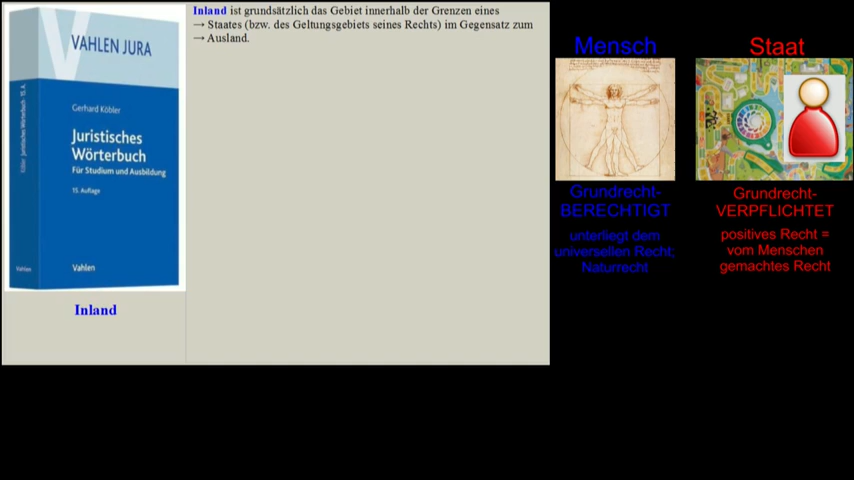 VAHLEN JURA
Gerhard Köbler
Juristisches
Wörterbuch
Für Studium und Ausbildung
15. Auflage
Vahlen
Vahlen
Inland
Inland ist grundsätzlich das Gebiet innerhalb der Grenzen eines
→ Staates (bzw. des Geltungsgebiets seines Rechts) im Gegensatz zum
→ Ausland.
Mensch
Grundrecht-
BERECHTIGT
unterliegt dem
universellen Recht;
Naturrecht
Staat
Grundrecht-
VERPFLICHTET
positives Recht =
vom Menschen
gemachtes Recht